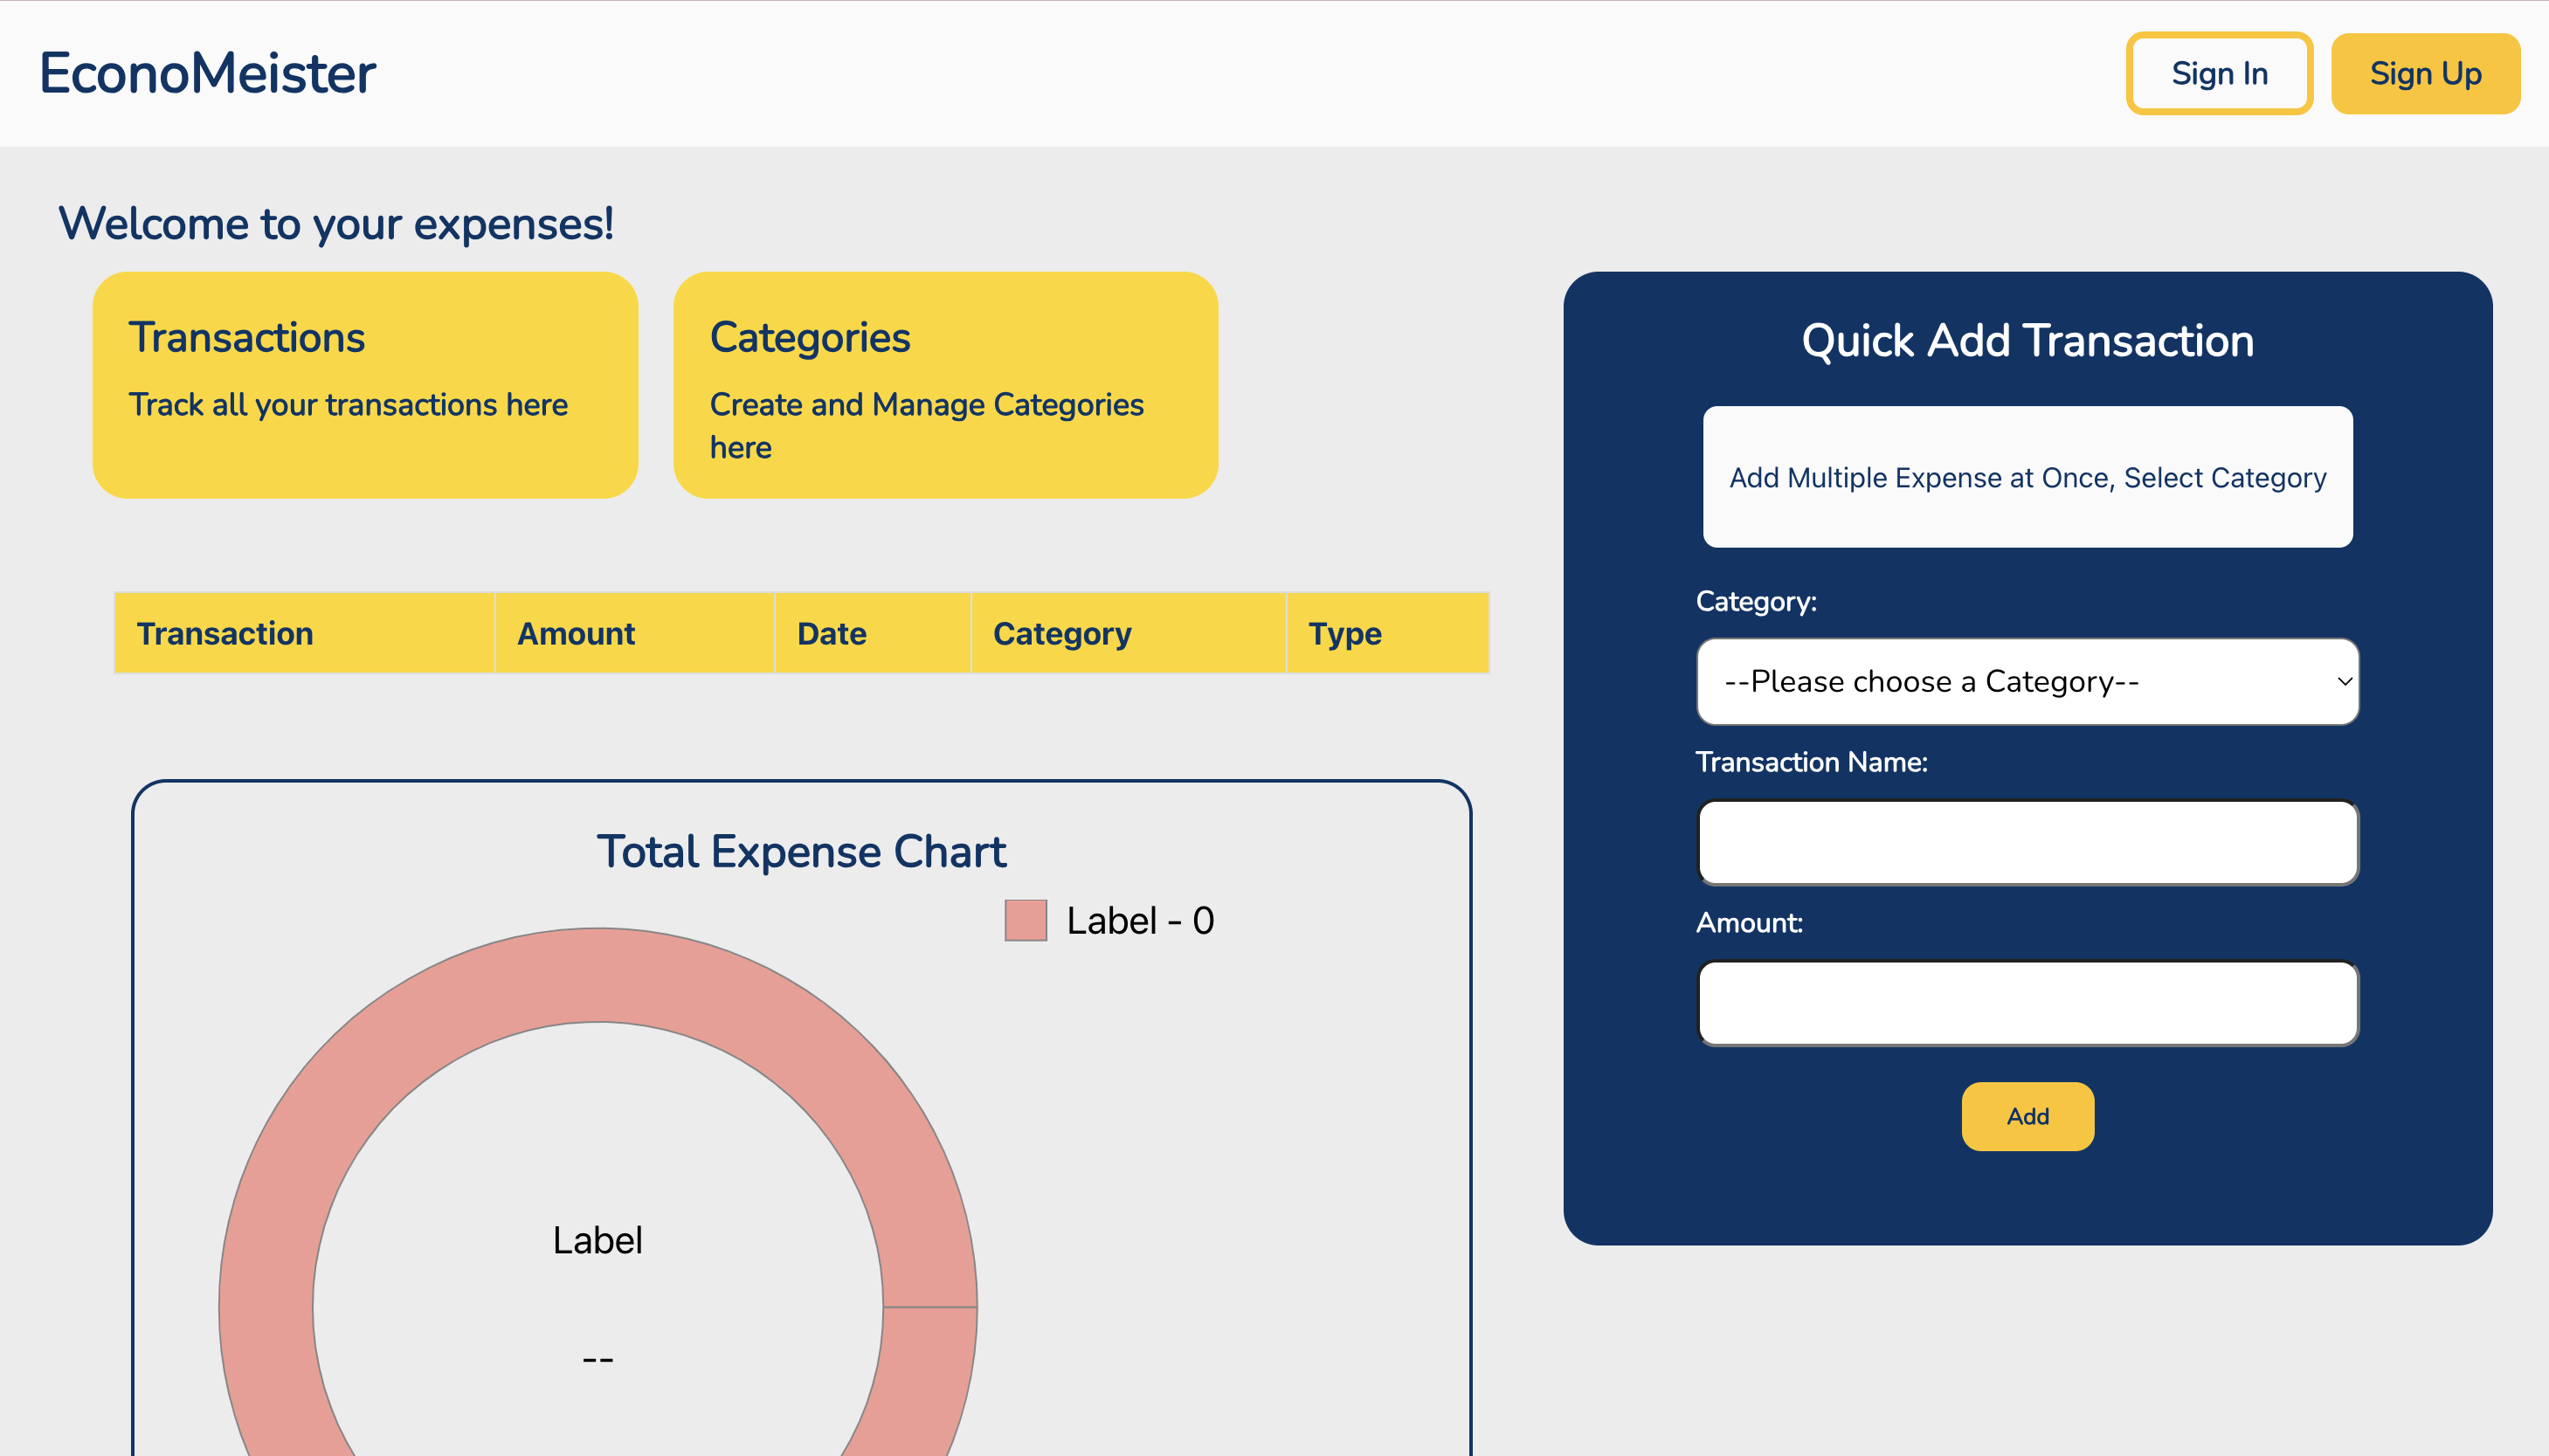 EconoMeister
Sign In
Sign Up
Welcome to your expenses!
Transactions
Track all your transactions here
Categories
Create and Manage Categories
here
Transaction Amount Date Category Type
Total Expense Chart
Label - 0
Label
--
Quick Add Transaction
Add Multiple Expense at Once, Select Category
Category:
--Please choose a Category--
Transaction Name:
Amount:
Add